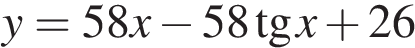 y = 58x − 58 tg x + 26